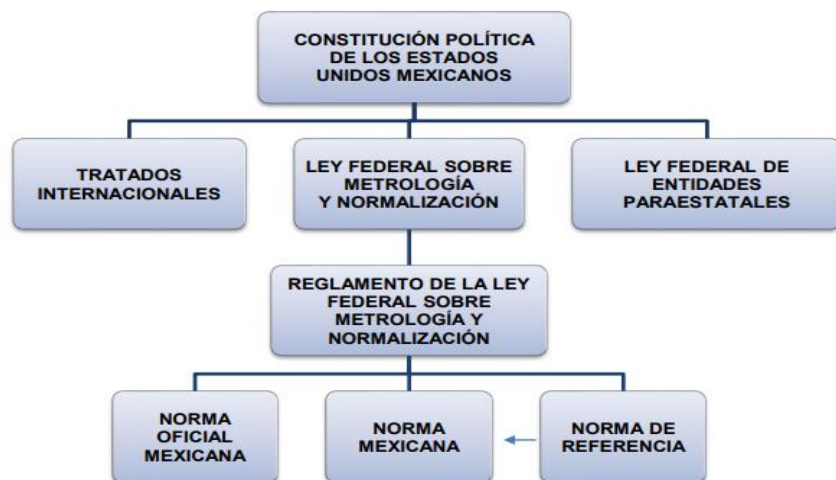 CONSTITUCIÓN POLÍTICA
DE LOS ESTADOS
UNIDOS MEXICANOS
TRATADOS
INTERNACIONALES
LEY FEDERAL SOBRE
METROLOGÍA
Y NORMALIZACIÓN
LEY FEDERAL DE
ENTIDADES
PARAESTATALES
REGLAMENTO DE LA LEY
FEDERAL SOBRE
METROLOGÍA Y
NORMALIZACIÓN
NORMA
OFICIAL
MEXICANA
NORMA
MEXICANA
NORMA DE
REFERENCIA